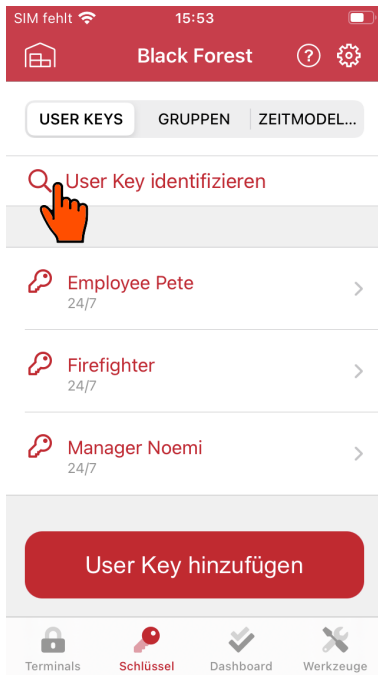 SIM fehlt 15:53
Black Forest
USER KEYS GRUPPEN ZEITMODEL...
User Key identifizieren
Employee Pete
24/7
Firefighter
24/7
Manager Noemi
24/7
User Key hinzufügen
Terminals Schlüssel Dashboard Werkzeuge